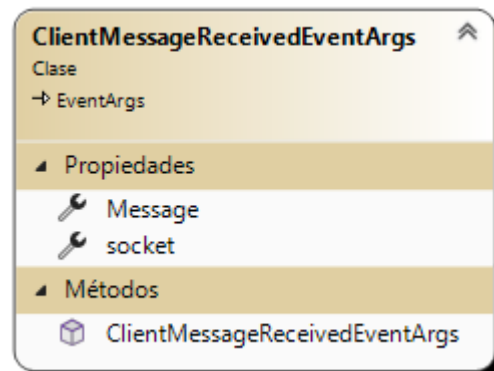 ClientMessageReceivedEventArgs
Clase
EventArgs
Propiedades
Message
socket
Métodos
ClientMessageReceivedEventArgs